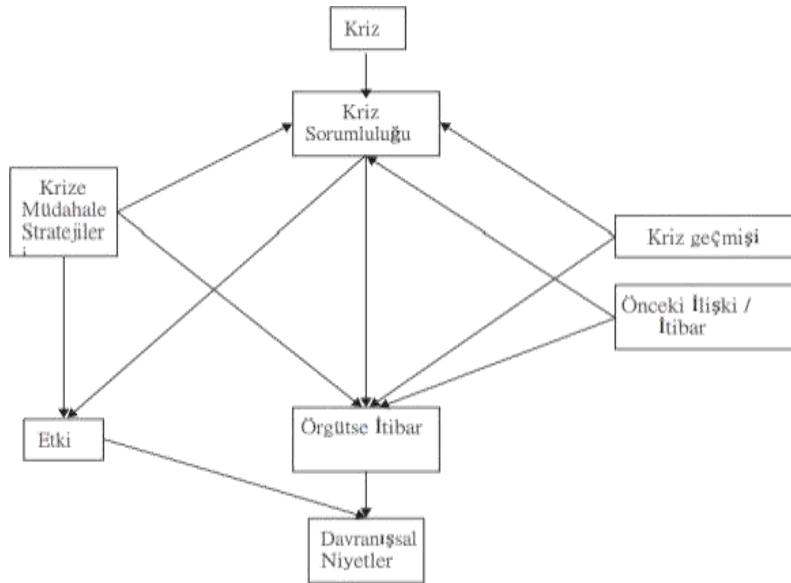 Kriz
Kriz
Sorumluluğu
Krize
Müdahale
Stratejiler
i
Kriz geçmişi
Önceki İlişki /
İtibar
Etki
Örgütse İtibar
Davranışsal
Niyetler